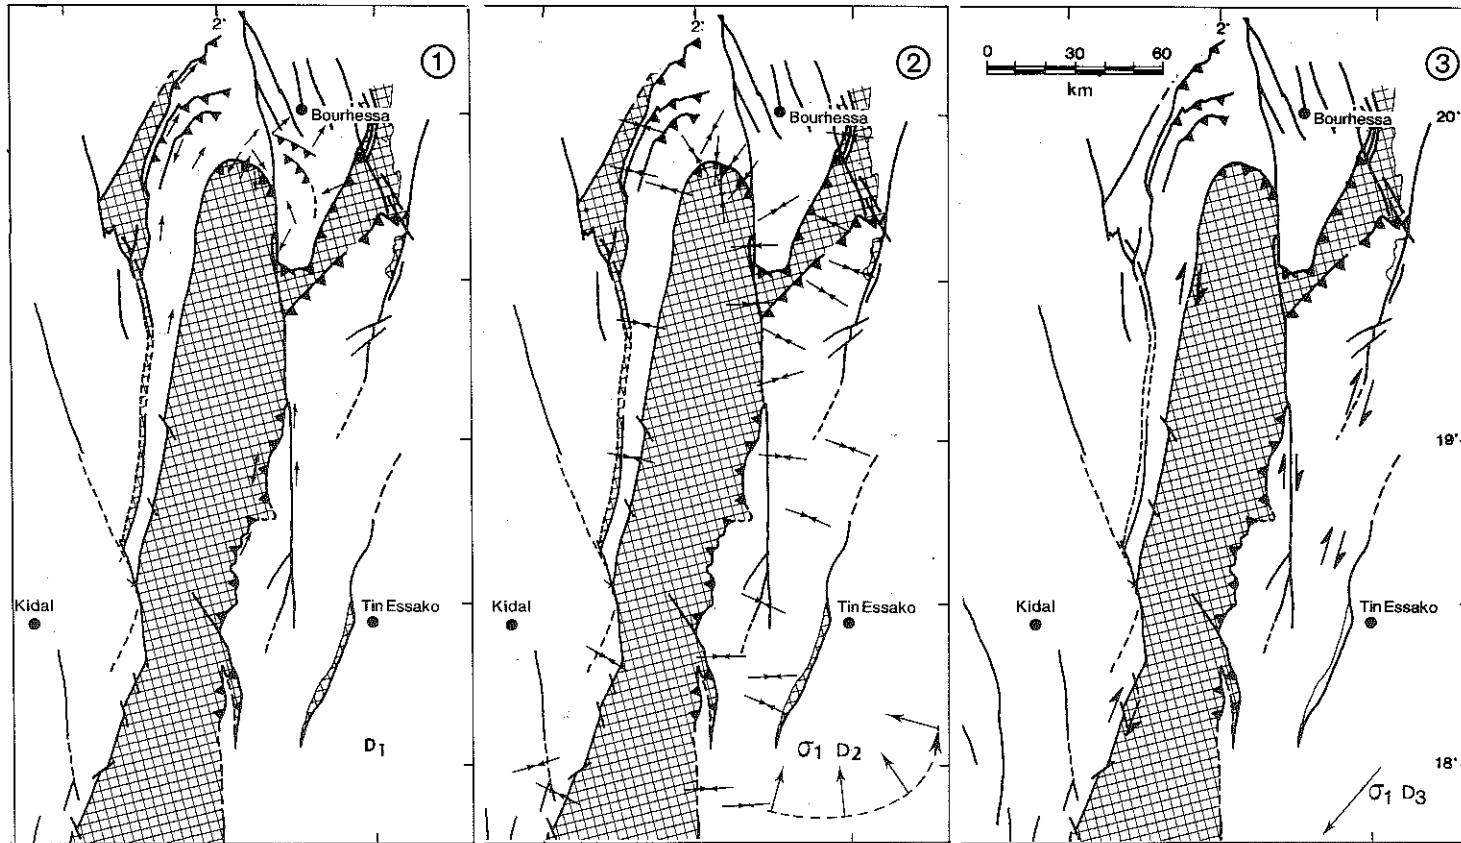 2°
①
Bourhessa
Kidal
Tin Essako
D1
2°
②
Bourhessa
Kidal
Tin Essako
σ1 D2
2°
③
0 30 60
km
Bourhessa
20°
19°
Kidal
Tin Essako
18°
σ1 D3